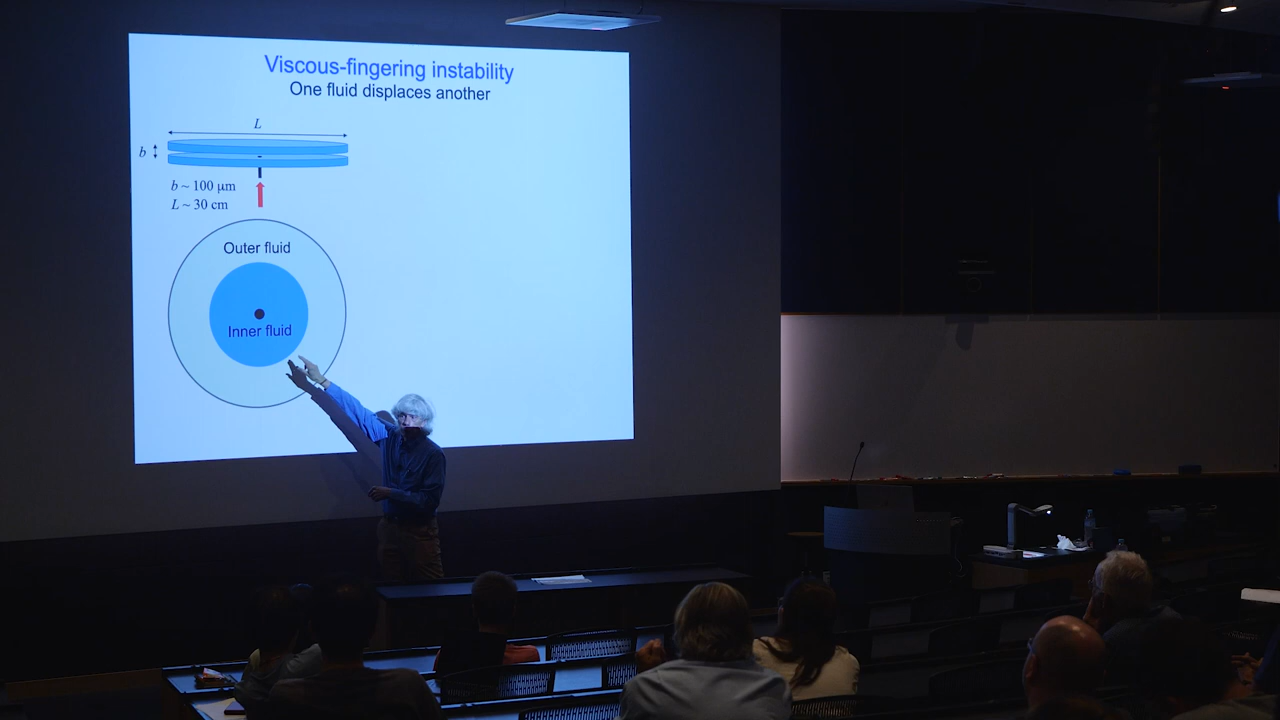 Viscous-fingering instability
One fluid displaces another
L
b
b ~ 100 μm
L ~ 30 cm
Outer fluid
Inner fluid